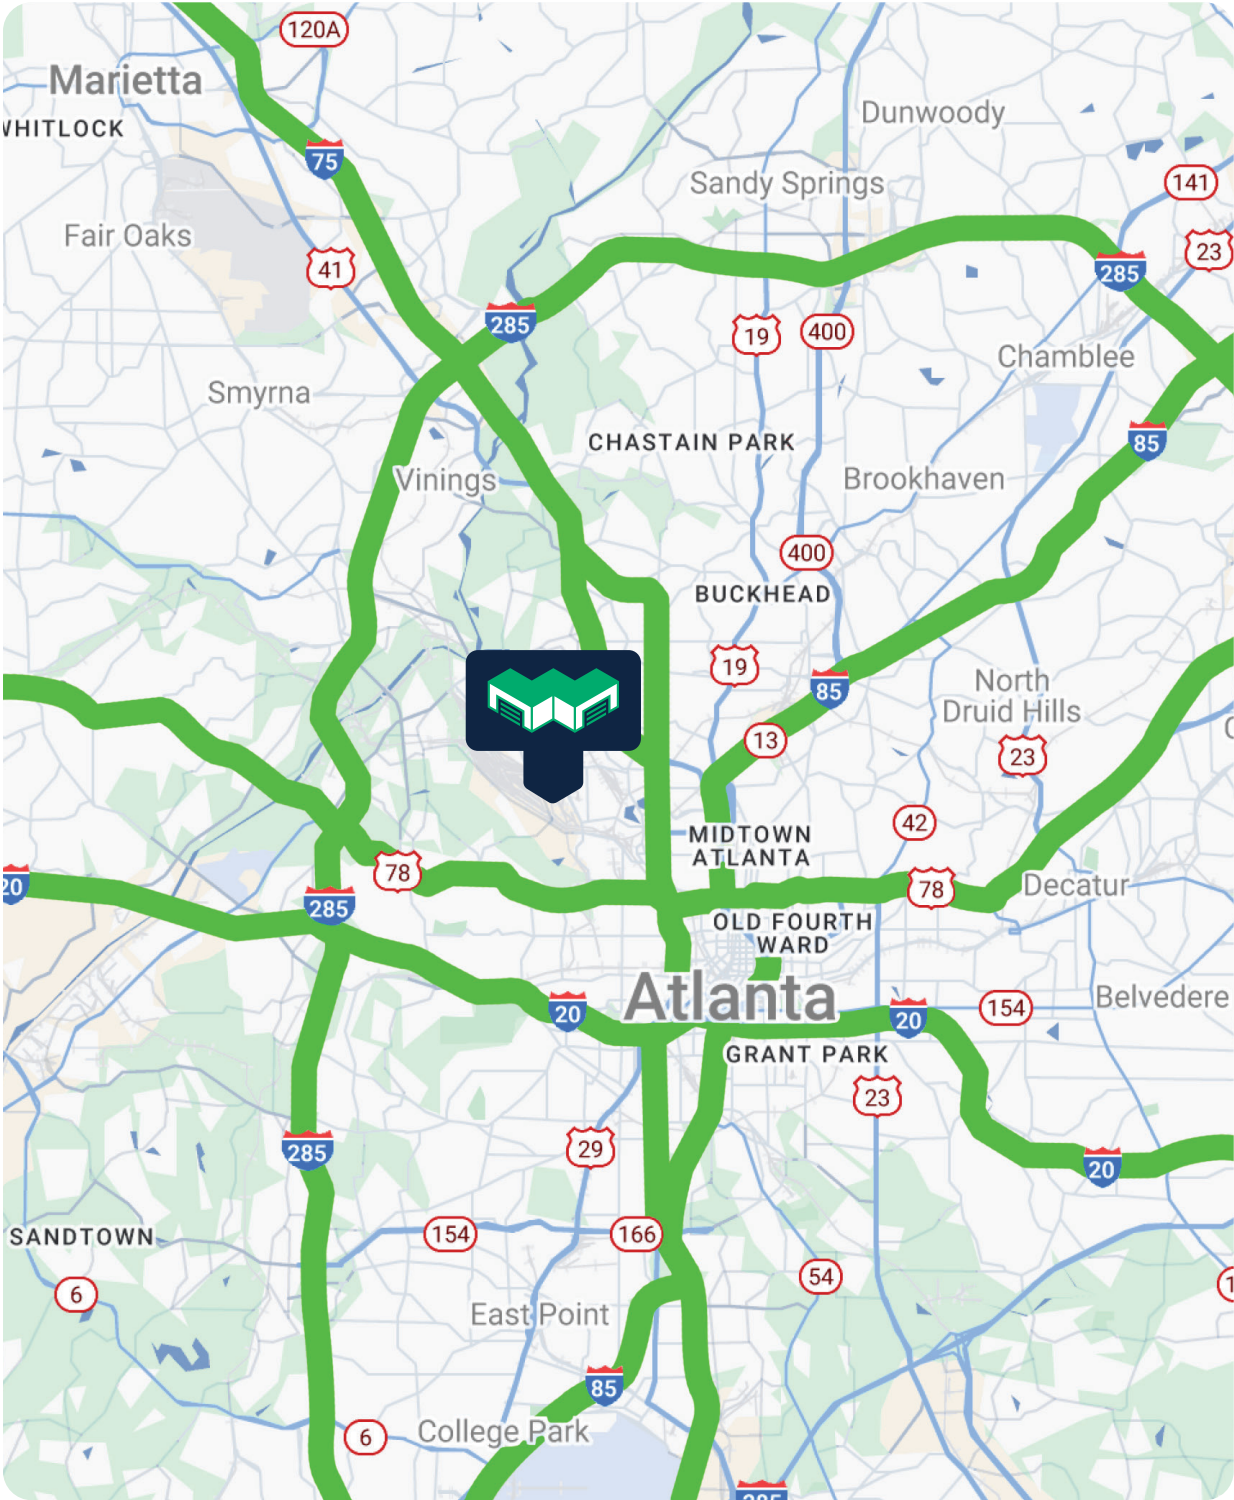 120A
Marietta
WHITLOCK
Dunwoody
75
Sandy Springs
141
Fair Oaks
41
23
285
285
19
400
Chamblee
Smyrna
CHASTAIN PARK
85
Vinings
Brookhaven
400
BUCKHEAD
19
85
North
Druid Hills
13
23
42
MIDTOWN
ATLANTA
78
20
78
Decatur
285
OLD FOURTH
WARD
Atlanta
Belvedere
20
20
154
GRANT PARK
23
285
29
20
SANDTOWN
154
166
6
54
East Point
85
College Park
6
285